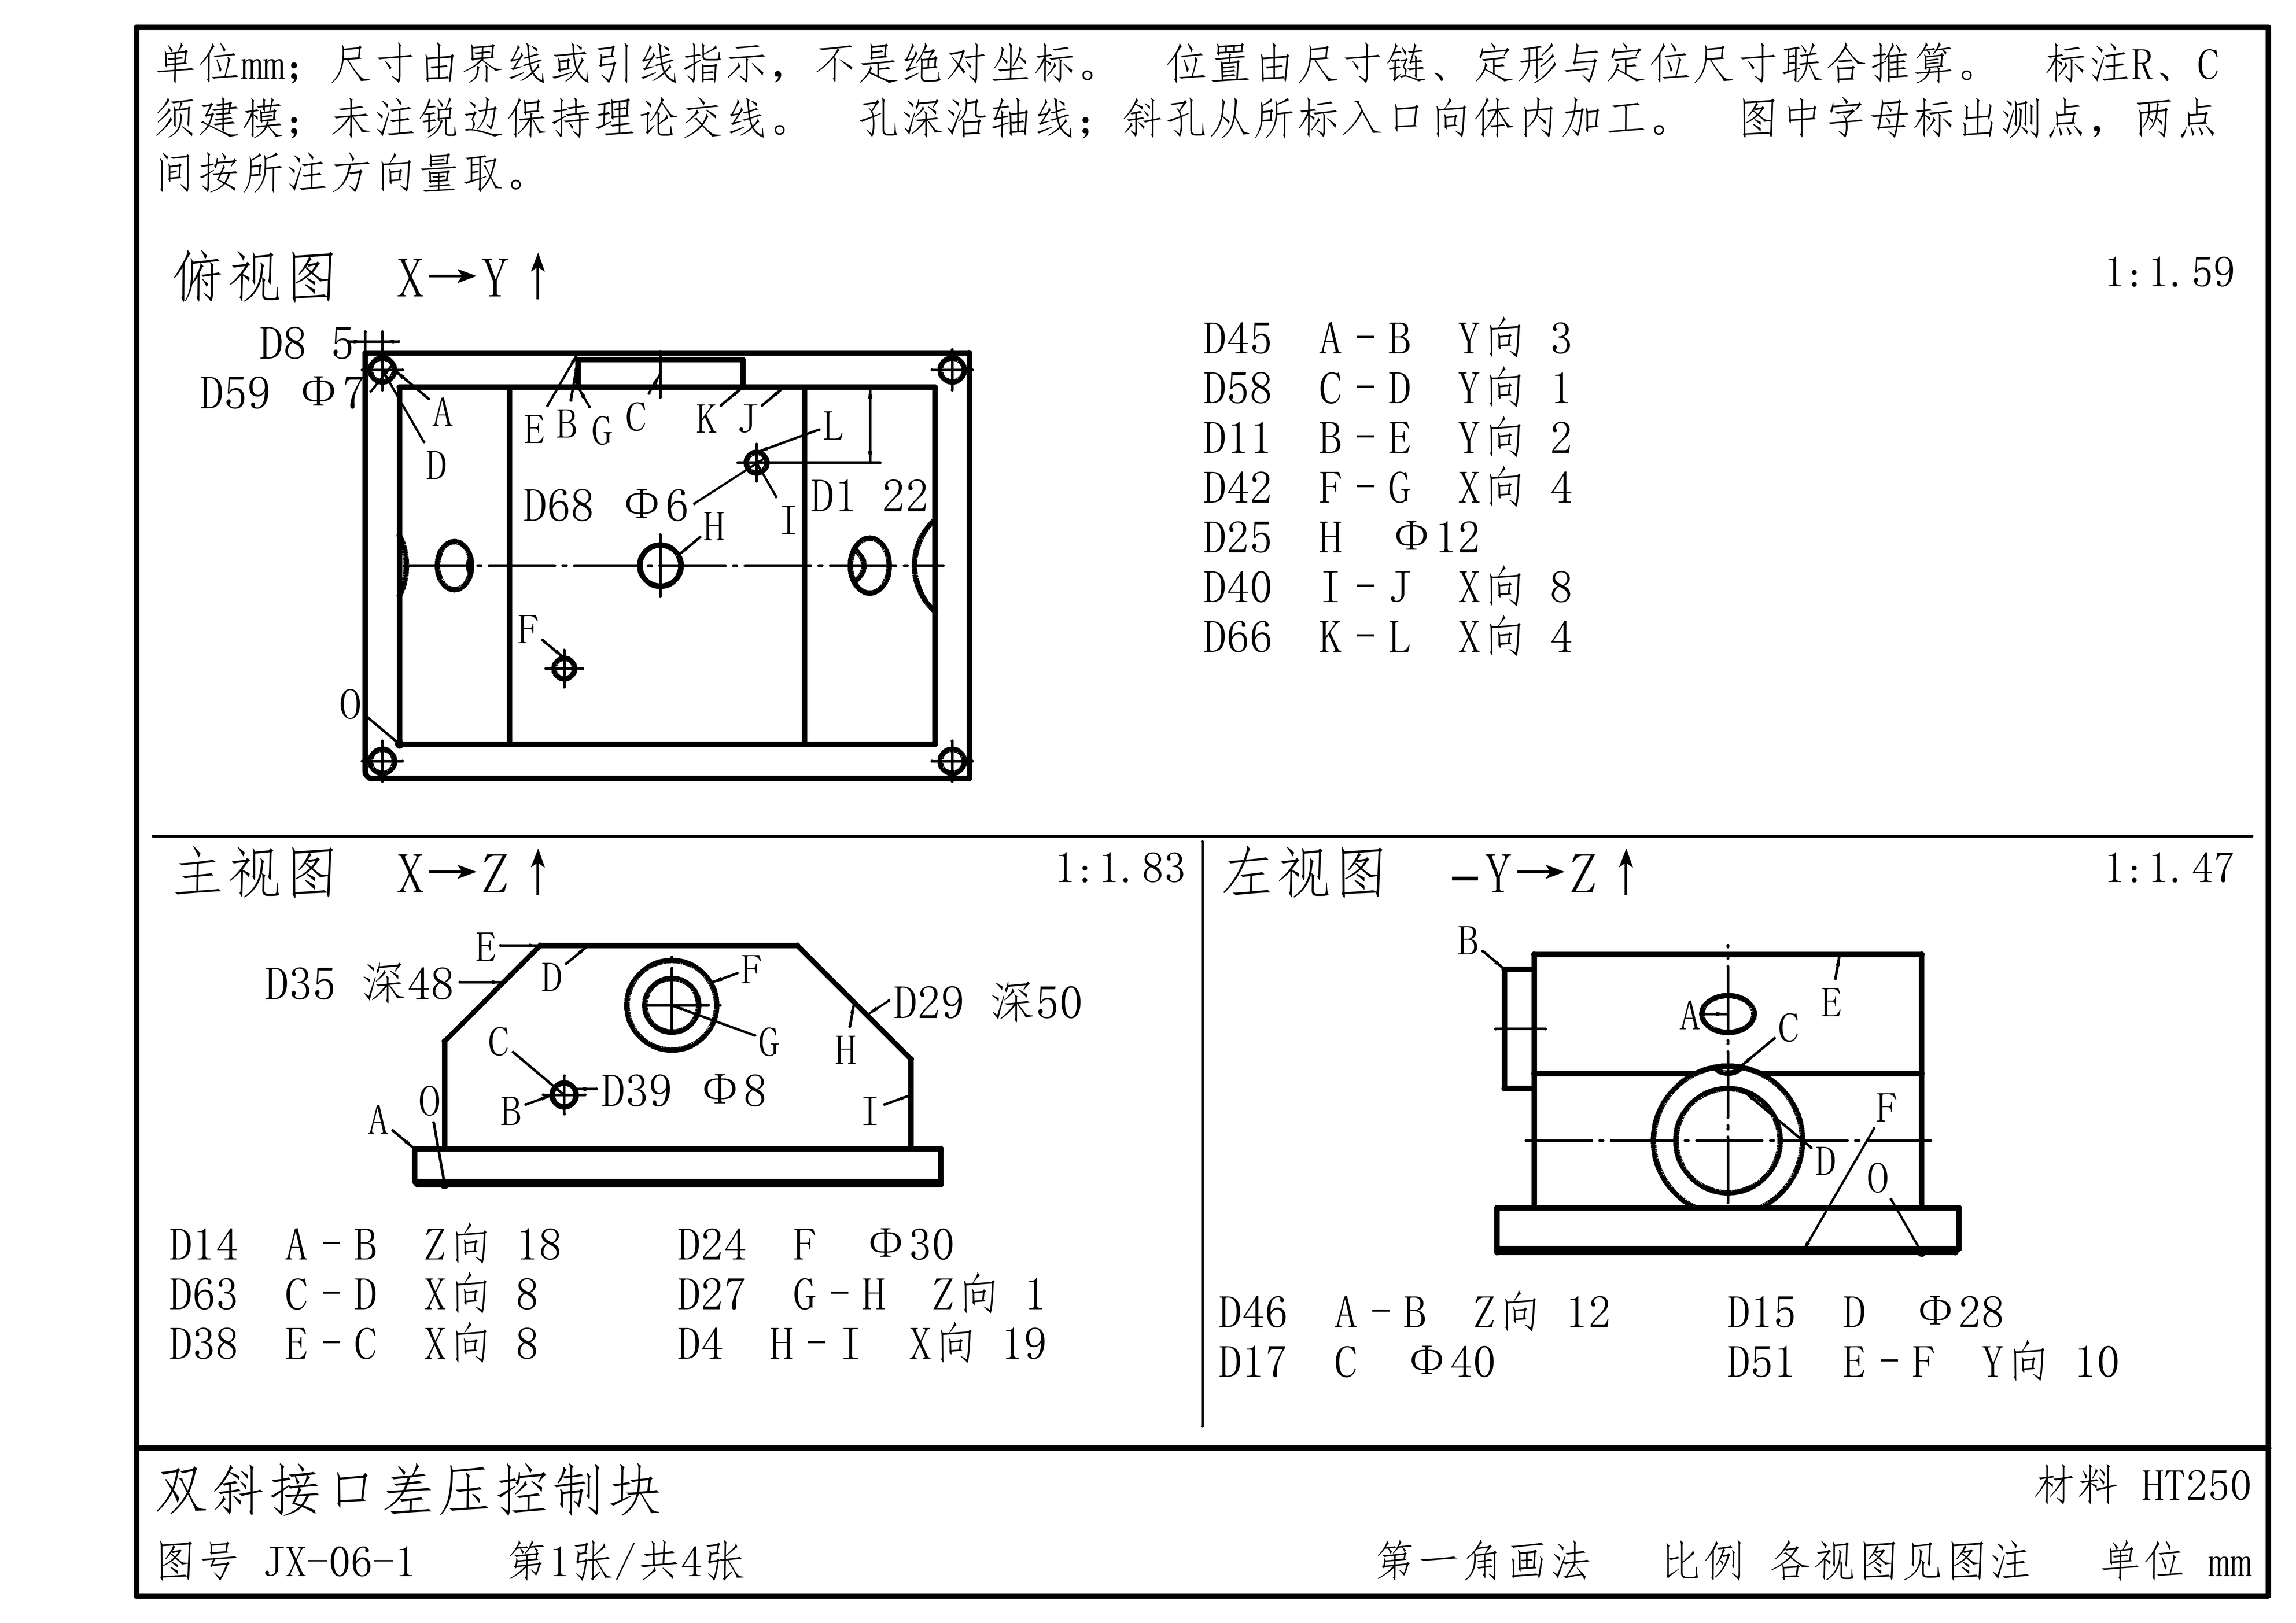 单位mm；尺寸由界线或引线指示，不是绝对坐标。 位置由尺寸链、定形与定位尺寸联合推算。 标注R、C
须建模；未注锐边保持理论交线。 孔深沿轴线；斜孔从所标入口向体内加工。 图中字母标出测点，两点
间按所注方向量取。
俯视图 X→Y↑
1:1.59
D8 5
D59 Φ7
A
D
E
B
G
C
K
J
L
D68 Φ6
I
D1 22
H
F
O
D45 A-B Y向 3
D58 C-D Y向 1
D11 B-E Y向 2
D42 F-G X向 4
D25 H Φ12
D40 I-J X向 8
D66 K-L X向 4
主视图 X→Z↑
1:1.83
E
D35 深48
D
F
G
D29 深50
H
C
B
D39 Φ8
O
A
I
D14 A-B Z向 18
D63 C-D X向 8
D38 E-C X向 8
D24 F Φ30
D27 G-H Z向 1
D4 H-I X向 19
左视图 -Y→Z↑
1:1.47
B
A
E
C
F
D
O
D46 A-B Z向 12
D17 C Φ40
D15 D Φ28
D51 E-F Y向 10
双斜接口差压控制块
材料 HT250
图号 JX-06-1 第1张/共4张
第一角画法 比例 各视图见图注 单位 mm